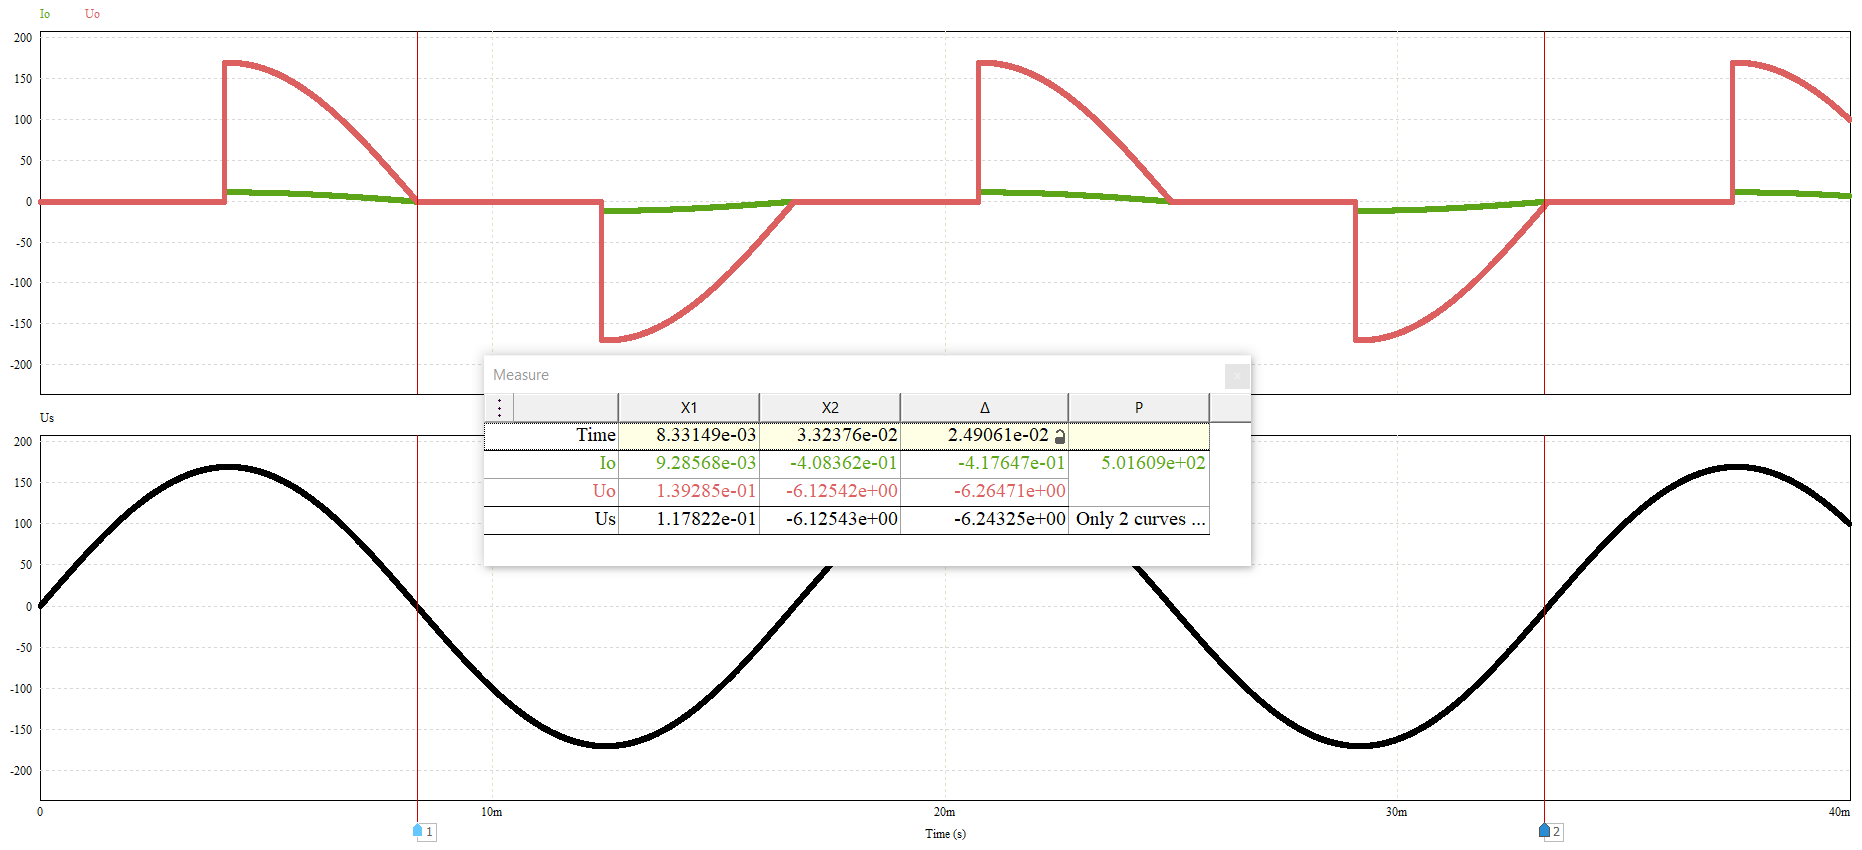 Io Uo
200
150
100
50
0
-50
-100
-150
-200
Measure
X1 X2 Δ P
Time 8.33149e-03 3.32376e-02 2.49061e-02
Io 9.28568e-03 -4.08362e-01 -4.17647e-01 5.01609e+02
Uo 1.39285e-01 -6.12542e+00 -6.26471e+00
Us 1.17822e-01 -6.12543e+00 -6.24325e+00 Only 2 curves ...
Us
200
150
100
50
0
-50
-100
-150
-200
0 10m 20m 30m 40m
1 2
Time (s)